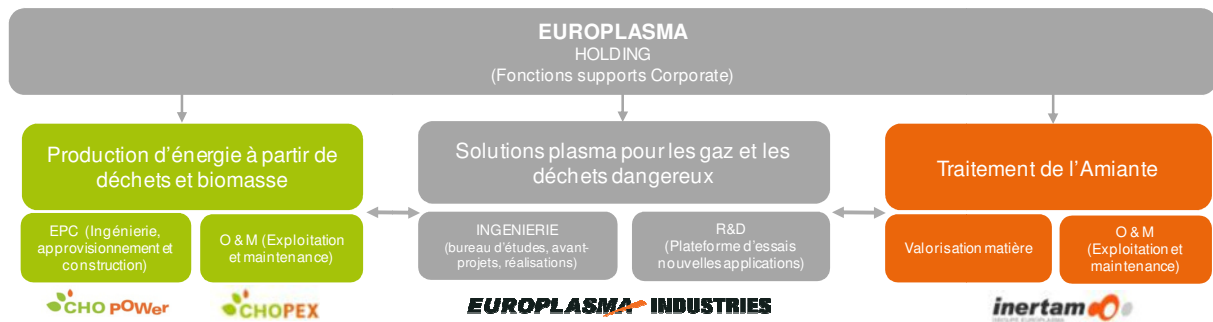 EUROPLASMA
HOLDING
(Fonctions supports Corporate)
Production d'énergie à partir de
déchets et biomasse
Solutions plasma pour les gaz et les
déchets dangereux
Traitement de l'Amiante
EPC (Ingénierie,
approvisionnement et
construction)
O & M (Exploitation
et maintenance)
INGENIERIE
(bureau d'études, avant-
projets, réalisations)
R&D
(Plateforme d'essais
nouvelles applications)
Valorisation matière
O & M
(Exploitation et
maintenance)
CHO POWer
CHOPEX
EUROPLASMA INDUSTRIES
inertam
GROUPE EUROPLASMA